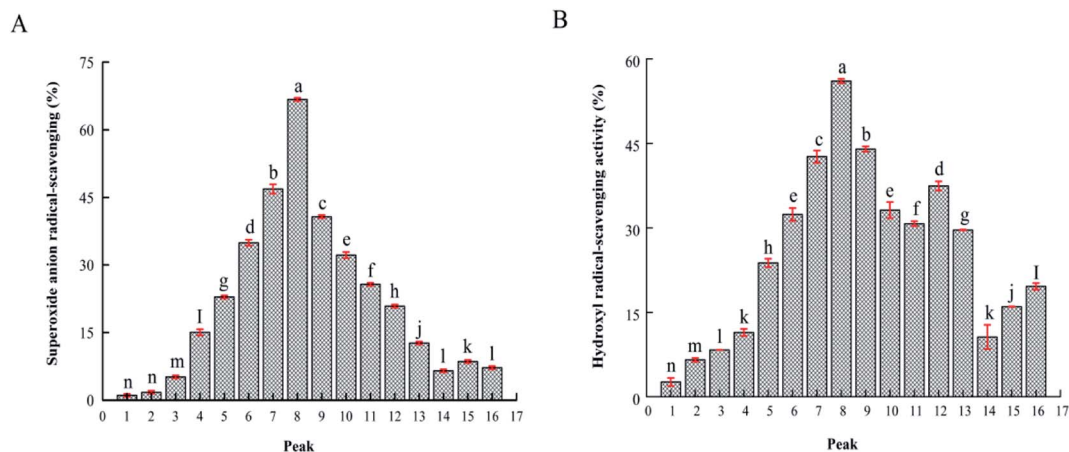 A
Superoxide anion radical-scavenging (%)
75
60
45
30
15
0
n n m I g d b a c e f h j l k l
0 1 2 3 4 5 6 7 8 9 10 11 12 13 14 15 16 17
Peak
B
Hydroxyl radical-scavenging activity (%)
60
45
30
15
0
n m l k h e c a b e f d g k j I
0 1 2 3 4 5 6 7 8 9 10 11 12 13 14 15 16 17
Peak